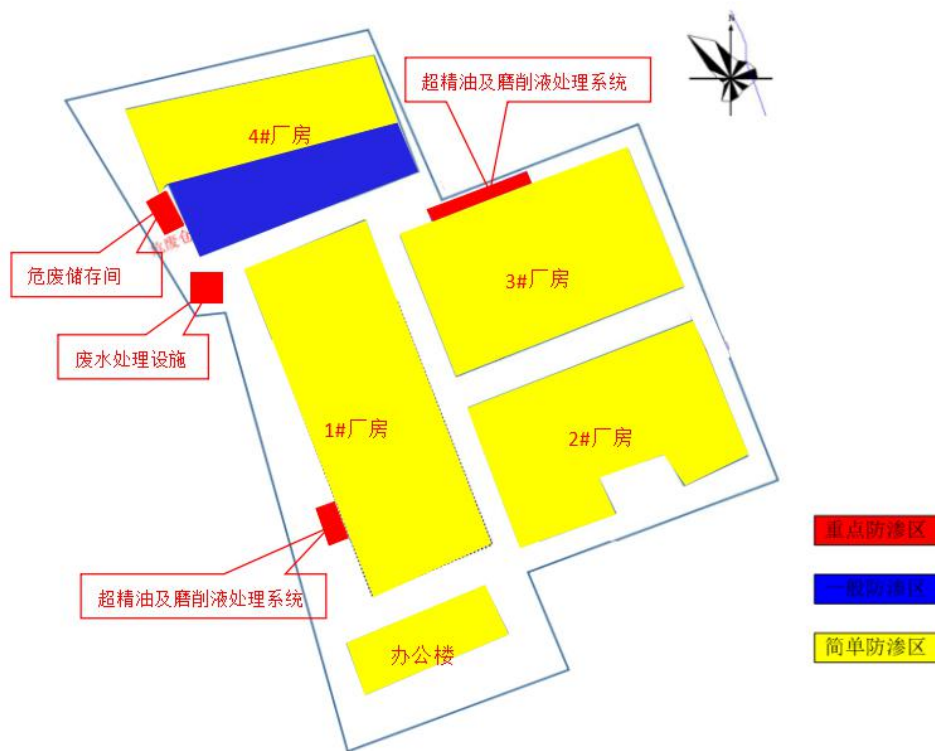 N
超精油及磨削液处理系统
4#厂房
危废储存间
3#厂房
废水处理设施
1#厂房
2#厂房
重点防渗区
超精油及磨削液处理系统
一般防渗区
办公楼
简单防渗区